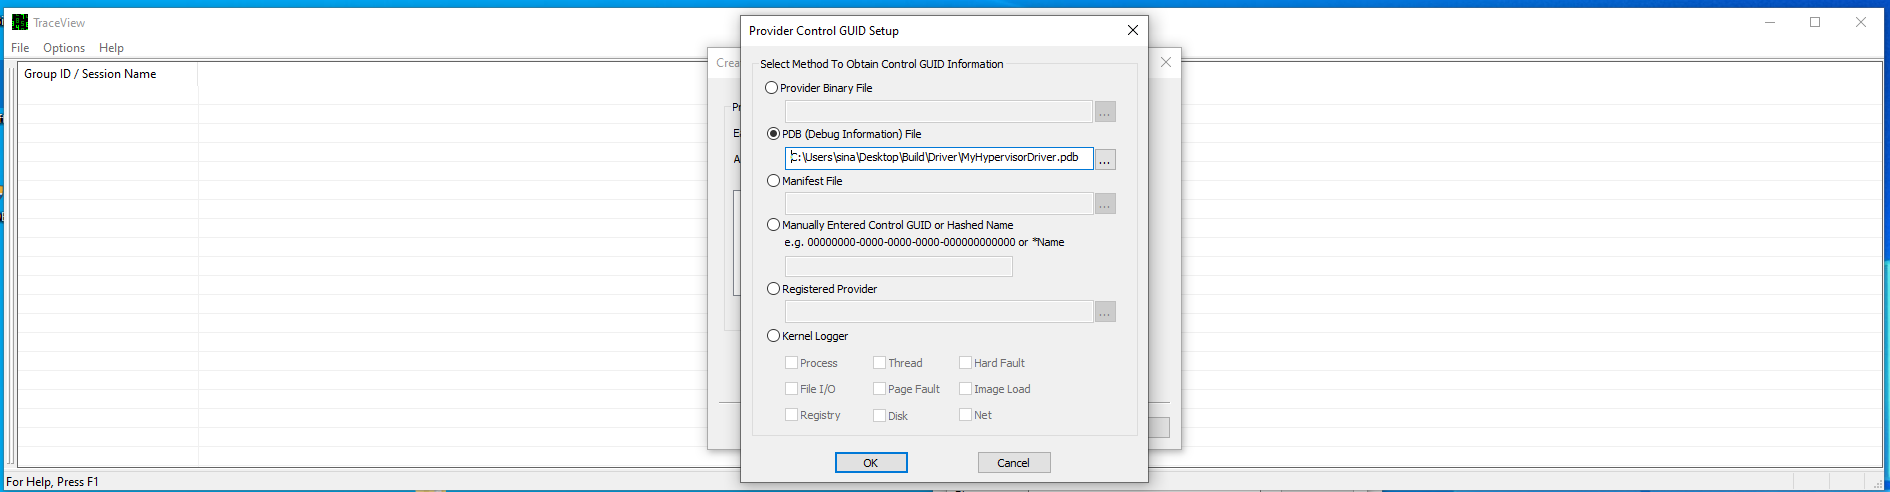 TraceView
File Options Help
Group ID / Session Name
Crea
Pr
Ea
A
Provider Control GUID Setup
Select Method To Obtain Control GUID Information
Provider Binary File
...
PDB (Debug Information) File
C:\Users\sina\Desktop\Build\Driver\MyHypervisorDriver.pdb
...
Manifest File
...
Manually Entered Control GUID or Hashed Name
e.g. 00000000-0000-0000-0000-000000000000 or *Name
Registered Provider
...
Kernel Logger
Process Thread Hard Fault
File I/O Page Fault Image Load
Registry Disk Net
OK Cancel
For Help, Press F1